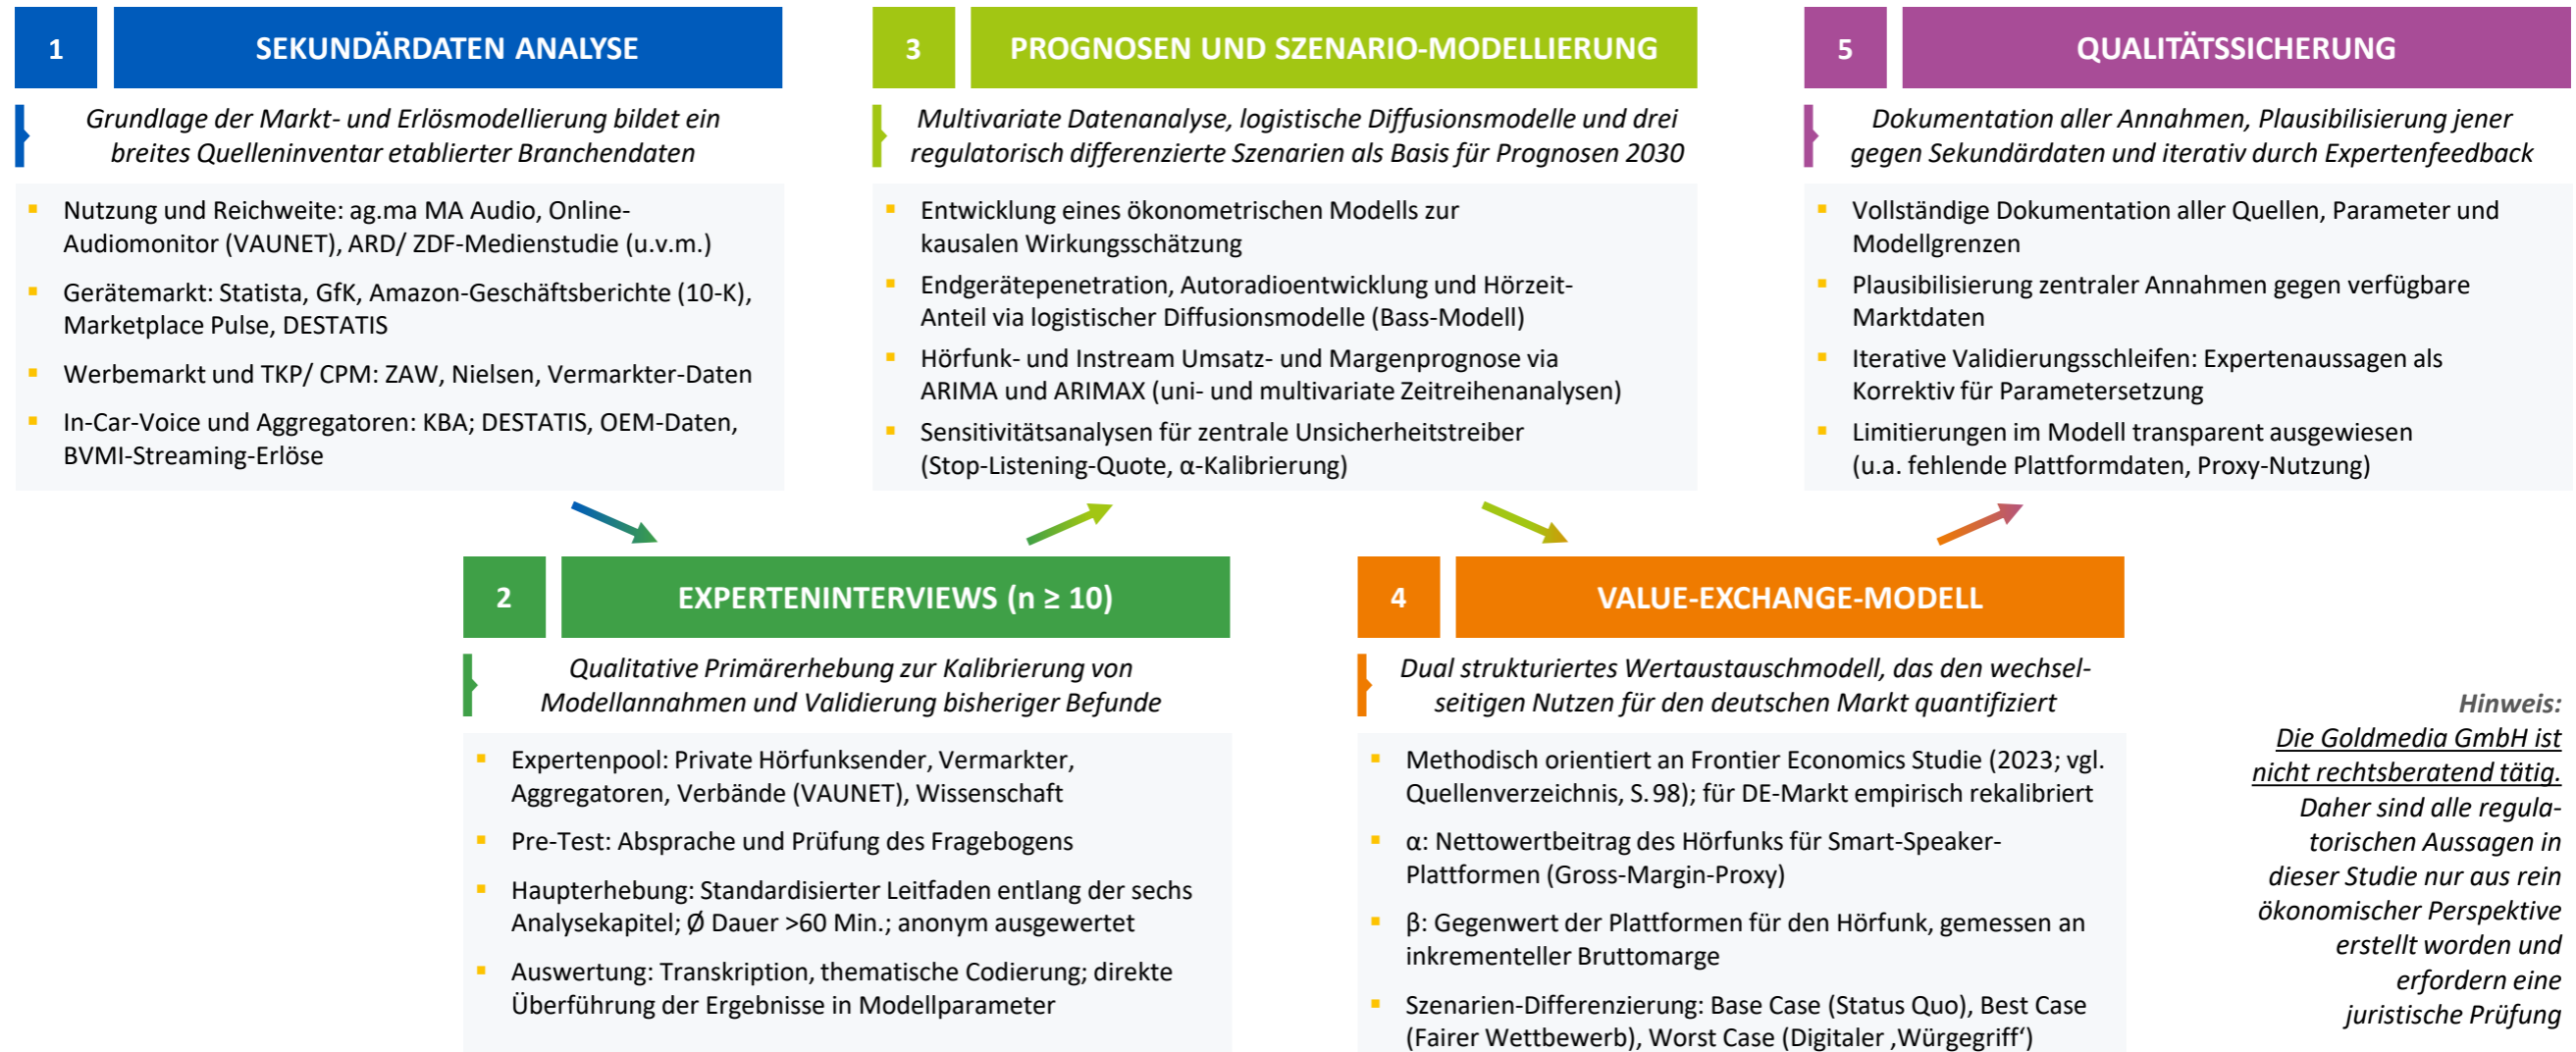 1
SEKUNDÄRDATEN ANALYSE
Grundlage der Markt- und Erlösmodellierung bildet ein
breites Quelleninventar etablierter Branchendaten
▪ Nutzung und Reichweite: ag.ma MA Audio, Online-
Audiomonitor (VAUNET), ARD/ ZDF-Medienstudie (u.v.m.)
▪ Gerätemarkt: Statista, GfK, Amazon-Geschäftsberichte (10-K),
Marketplace Pulse, DESTATIS
▪ Werbemarkt und TKP/ CPM: ZAW, Nielsen, Vermarkter-Daten
▪ In-Car-Voice und Aggregatoren: KBA; DESTATIS, OEM-Daten,
BVMI-Streaming-Erlöse
2
EXPERTENINTERVIEWS (n ≥ 10)
Qualitative Primärerhebung zur Kalibrierung von
Modellannahmen und Validierung bisheriger Befunde
▪ Expertenpool: Private Hörfunksender, Vermarkter,
Aggregatoren, Verbände (VAUNET), Wissenschaft
▪ Pre-Test: Absprache und Prüfung des Fragebogens
▪ Haupterhebung: Standardisierter Leitfaden entlang der sechs
Analysekapitel; Ø Dauer >60 Min.; anonym ausgewertet
▪ Auswertung: Transkription, thematische Codierung; direkte
Überführung der Ergebnisse in Modellparameter
3
PROGNOSEN UND SZENARIO-MODELLIERUNG
Multivariate Datenanalyse, logistische Diffusionsmodelle und drei
regulatorisch differenzierte Szenarien als Basis für Prognosen 2030
▪ Entwicklung eines ökonometrischen Modells zur
kausalen Wirkungsschätzung
▪ Endgerätepenetration, Autoradioentwicklung und Hörzeit-
Anteil via logistischer Diffusionsmodelle (Bass-Modell)
▪ Hörfunk- und Instream Umsatz- und Margenprognose via
ARIMA und ARIMAX (uni- und multivariate Zeitreihenanalysen)
▪ Sensitivitätsanalysen für zentrale Unsicherheitstreiber
(Stop-Listening-Quote, α-Kalibrierung)
4
VALUE-EXCHANGE-MODELL
Dual strukturiertes Wertaustauschmodell, das den wechsel-
seitigen Nutzen für den deutschen Markt quantifiziert
▪ Methodisch orientiert an Frontier Economics Studie (2023; vgl.
Quellenverzeichnis, S. 98); für DE-Markt empirisch rekalibriert
▪ α: Nettowertbeitrag des Hörfunks für Smart-Speaker-
Plattformen (Gross-Margin-Proxy)
▪ β: Gegenwert der Plattformen für den Hörfunk, gemessen an
inkrementeller Bruttomarge
▪ Szenarien-Differenzierung: Base Case (Status Quo), Best Case
(Fairer Wettbewerb), Worst Case (Digitaler ‚Würgegriff‘)
5
QUALITÄTSSICHERUNG
Dokumentation aller Annahmen, Plausibilisierung jener
gegen Sekundärdaten und iterativ durch Expertenfeedback
▪ Vollständige Dokumentation aller Quellen, Parameter und
Modellgrenzen
▪ Plausibilisierung zentraler Annahmen gegen verfügbare
Marktdaten
▪ Iterative Validierungsschleifen: Expertenaussagen als
Korrektiv für Parametersetzung
▪ Limitierungen im Modell transparent ausgewiesen
(u.a. fehlende Plattformdaten, Proxy-Nutzung)
Hinweis:
Die Goldmedia GmbH ist
nicht rechtsberatend tätig.
Daher sind alle regula-
torischen Aussagen in
dieser Studie nur aus rein
ökonomischer Perspektive
erstellt worden und
erfordern eine
juristische Prüfung